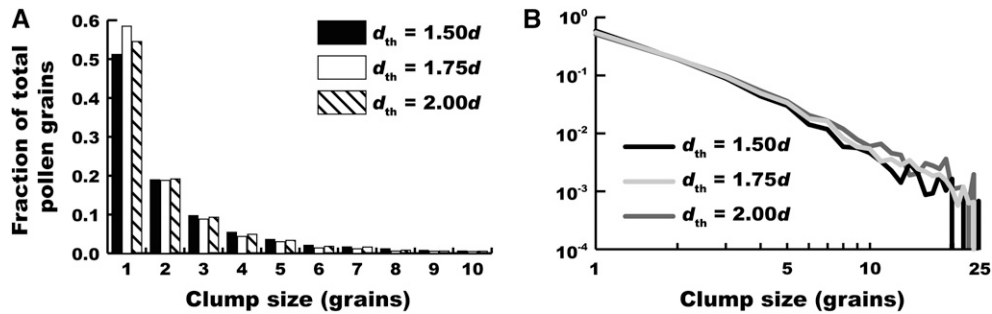 A
Fraction of total
pollen grains
0.6
0.5
0.4
0.3
0.2
0.1
0.0
d_th = 1.50d
d_th = 1.75d
d_th = 2.00d
1 2 3 4 5 6 7 8 9 10
Clump size (grains)
B
10^0
10^-1
10^-2
10^-3
10^-4
d_th = 1.50d
d_th = 1.75d
d_th = 2.00d
1 5 10 25
Clump size (grains)